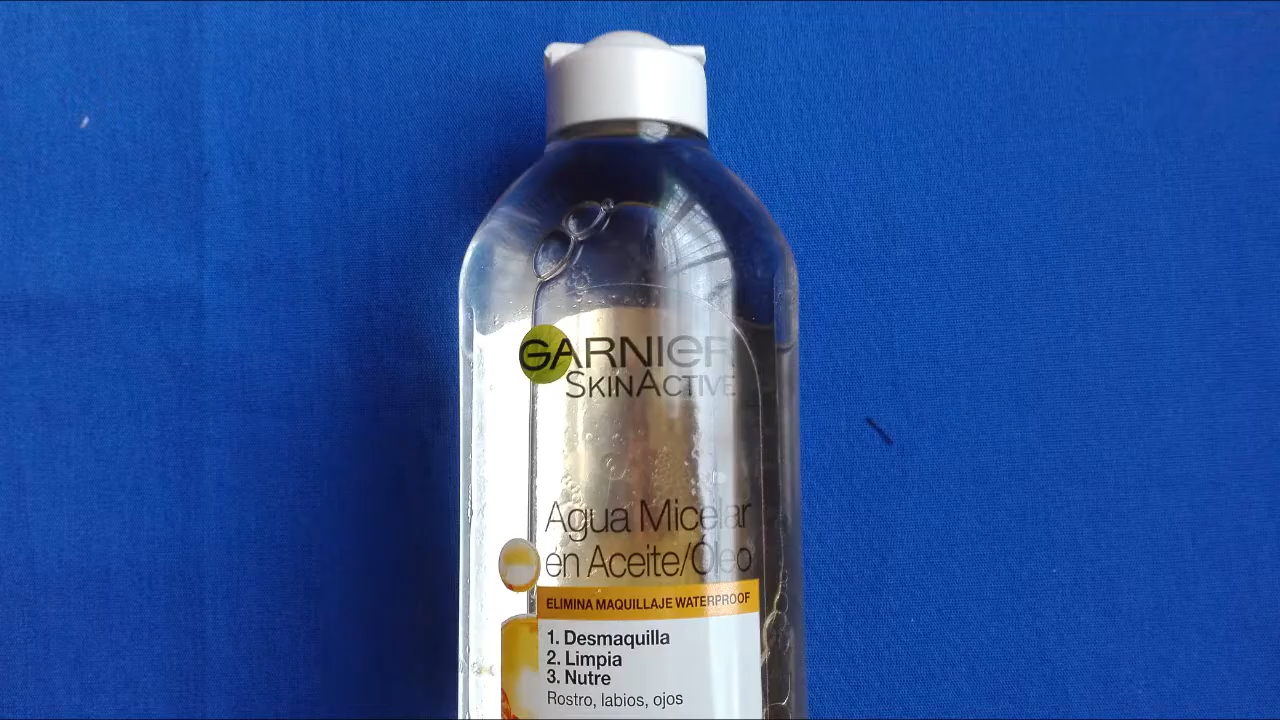 GARNIER
SKINACTIVE
Agua Micelar
en Aceite/Óleo
ELIMINA MAQUILLAJE WATERPROOF
1. Desmaquilla
2. Limpia
3. Nutre
Rostro, labios, ojos